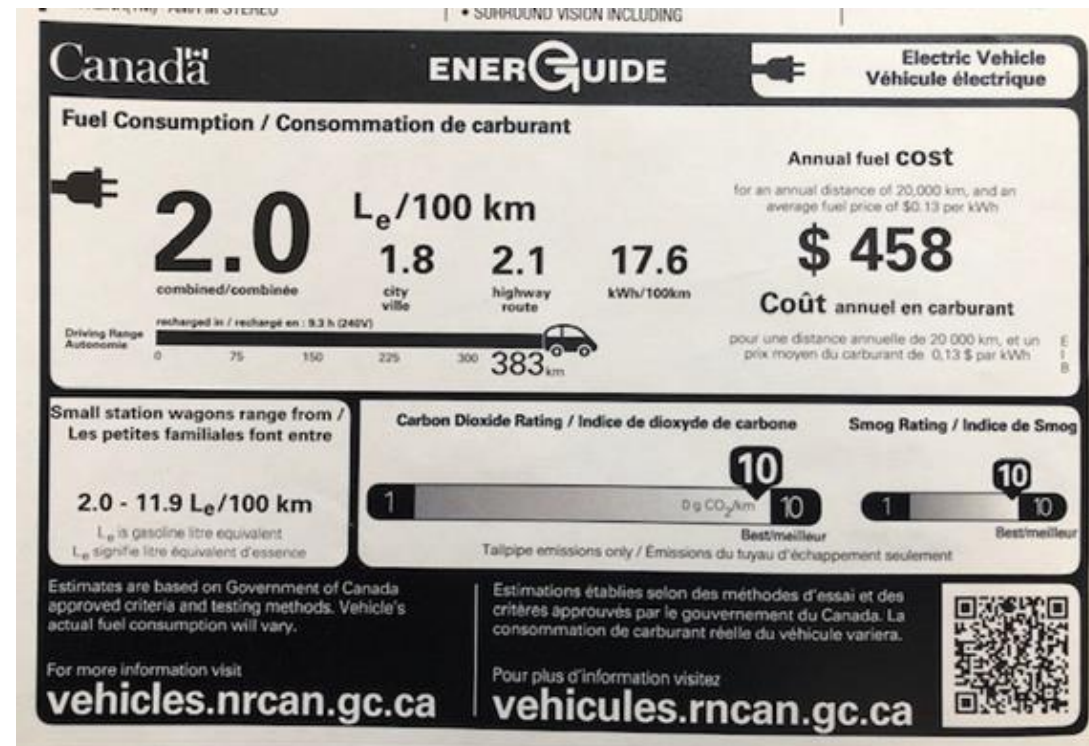 • SURROUND VISION INCLUDING
Canada
ENERGUIDE
Electric Vehicle
Véhicule électrique
Fuel Consumption / Consommation de carburant
2.0
combined/combinée
Le/100 km
1.8
city
ville
2.1
highway
route
17.6
kWh/100km
Annual fuel cost
for an annual distance of 20,000 km, and an
average fuel price of $0.13 per kWh
$ 458
Coût annuel en carburant
pour une distance annuelle de 20 000 km, et un
prix moyen du carburant de 0,13 $ par kWh
E
I
B
recharged in / rechargé en : 9.3 h (240V)
Driving Range
Autonomie
0 75 150 225 300 383 km
Small station wagons range from /
Les petites familiales font entre
2.0 - 11.9 Le/100 km
Le is gasoline litre equivalent
Le signifie litre équivalent d'essence
Carbon Dioxide Rating / Indice de dioxyde de carbone
10
1 0 g CO2/km 10
Best/meilleur
Smog Rating / Indice de Smog
10
1 10
Best/meilleur
Tailpipe emissions only / Émissions du tuyau d'échappement seulement
Estimates are based on Government of Canada
approved criteria and testing methods. Vehicle's
actual fuel consumption will vary.
For more information visit
vehicles.nrcan.gc.ca
Estimations établies selon des méthodes d'essai et des
critères approuvés par le gouvernement du Canada. La
consommation de carburant réelle du véhicule variera.
Pour plus d'information visitez
vehicules.rncan.gc.ca